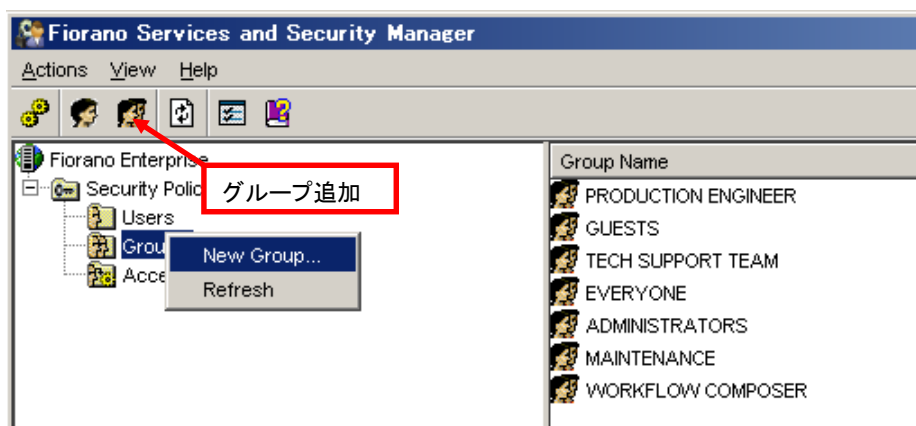 Fiorano Services and Security Manager
Actions View Help
Fiorano Enterprise
グループ追加
Security Polic
Users
Grou
Acce
New Group...
Refresh
Group Name
PRODUCTION ENGINEER
GUESTS
TECH SUPPORT TEAM
EVERYONE
ADMINISTRATORS
MAINTENANCE
WORKFLOW COMPOSER